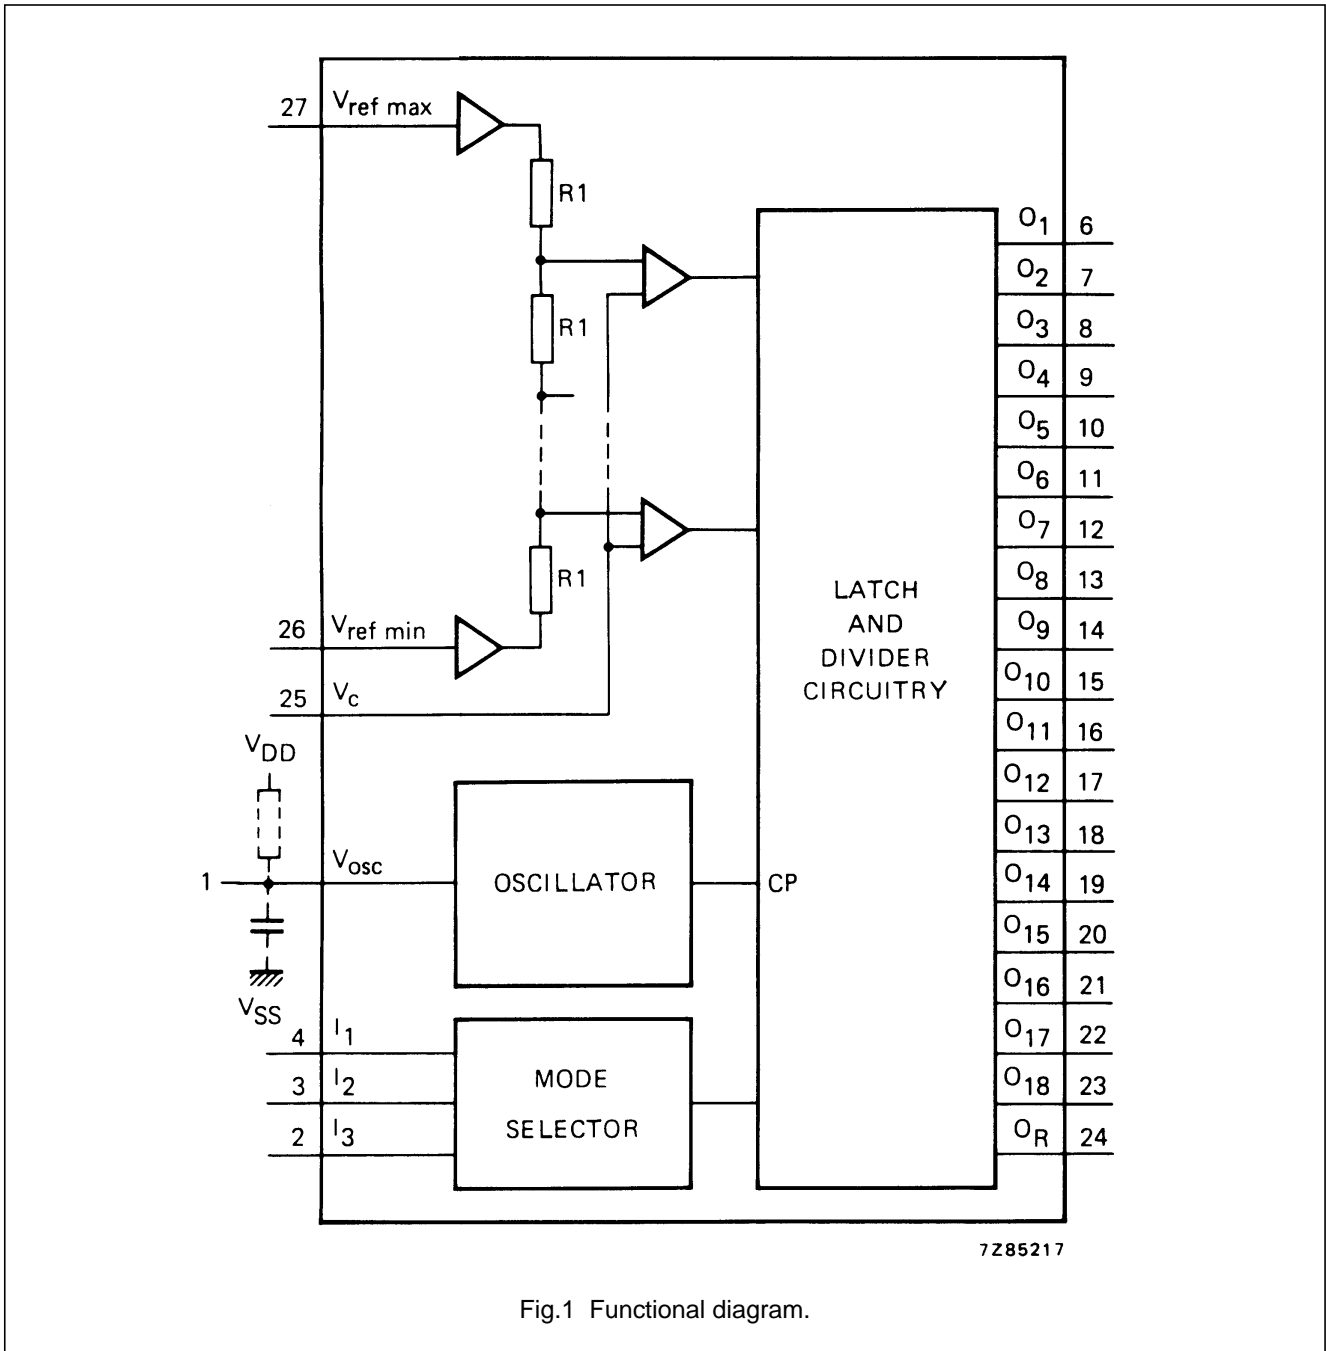 27 V ref max
R1
O1 6
O2 7
R1
O3 8
O4 9
O5 10
O6 11
O7 12
R1
O8 13
LATCH
AND
DIVIDER
CIRCUITRY
26 V ref min
O9 14
O10 15
25 Vc
O11 16
VDD
O12 17
O13 18
1 Vosc
OSCILLATOR
CP
O14 19
O15 20
O16 21
VSS
4 I1
O17 22
MODE
SELECTOR
3 I2
O18 23
2 I3
OR 24
7Z85217
Fig.1 Functional diagram.